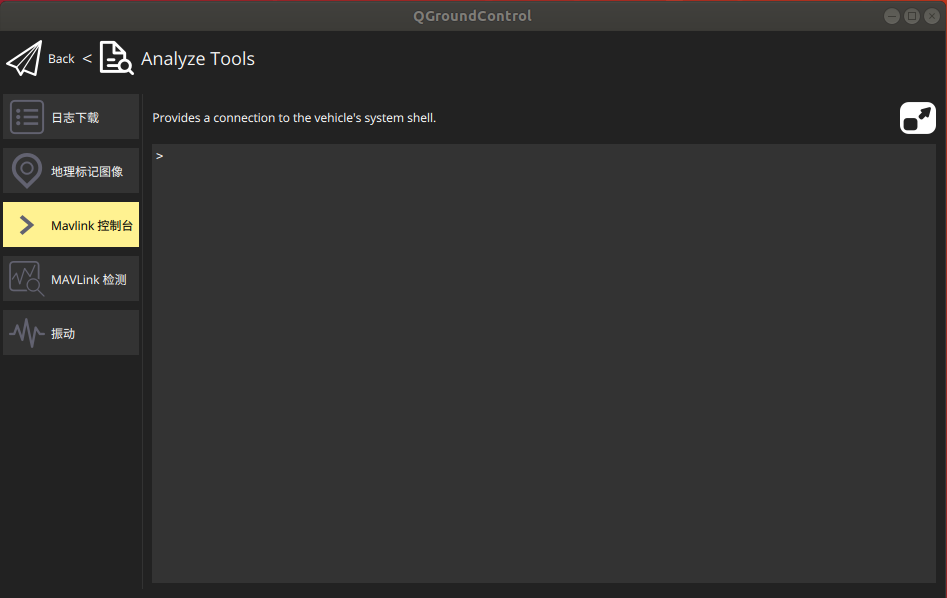 QGroundControl
Back < Analyze Tools
日志下载
Provides a connection to the vehicle's system shell.
>
地理标记图像
Mavlink 控制台
MAVLink 检测
振动